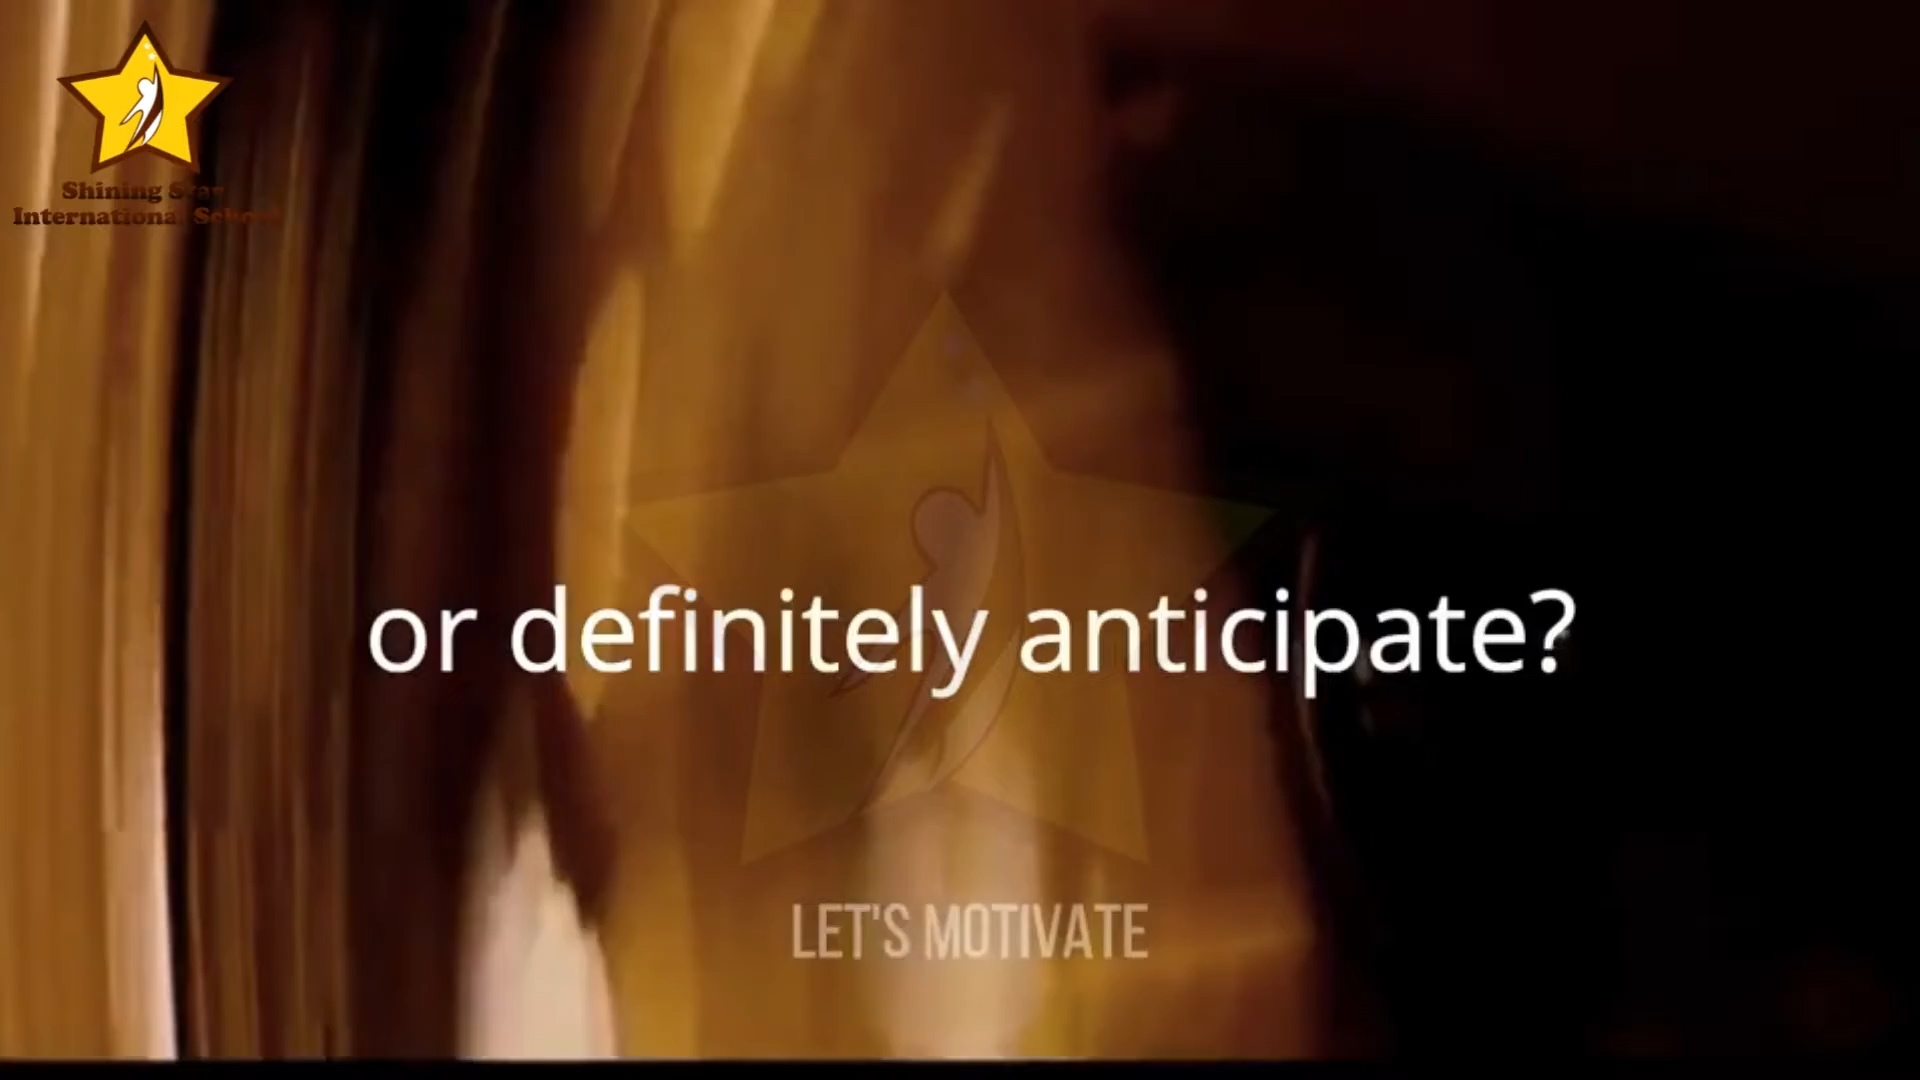 Shining Star
International School
or definitely anticipate?
LET'S MOTIVATE